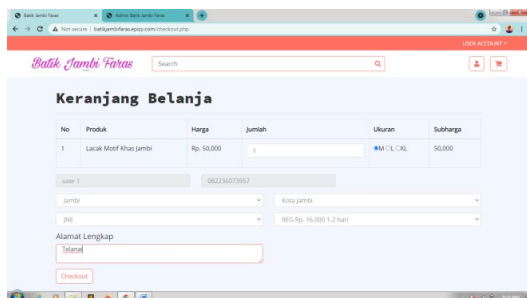 Batik Jambi Faras
Admin Batik Jambi Faras
Not secure | batikjambifaras.epizy.com/checkout.php
USER ACCOUNT
Batik Jambi Faras
Search
Keranjang Belanja
No Produk Harga Jumlah Ukuran Subharga
1 Lacak Motif Khas Jambi Rp. 50,000 1 M L XL 50,000
user 1 082236073957
Jambi Kota Jambi
JNE REG Rp. 16,000 1-2 hari
Alamat Lengkap
Telanai
Checkout